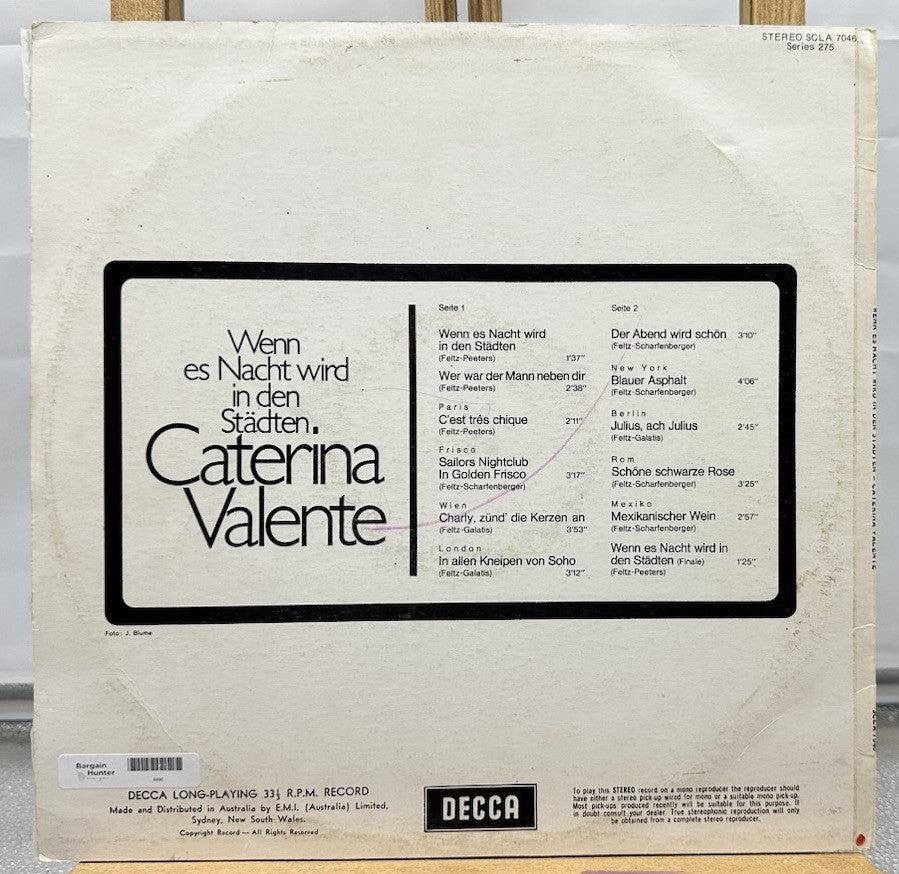 STEREO SCLA 7046
Series 275
Wenn
es Nacht wird
in den
Städten
Caterina
Valente
Seite 1
Wenn es Nacht wird
in den Städten
(Feltz-Peeters) 1'37"
Wer war der Mann neben dir
(Feltz-Peeters) 2'38"
Paris
C'est três chique 2'11"
(Feltz-Peeters)
Frisco
Sailors Nightclub
In Golden Frisco 3'17"
(Feltz-Scharfenberger)
Wien
Charly, zünd' die Kerzen an
(Feltz-Galatis) 3'53"
London
In allen Kneipen von Soho
(Feltz-Galatis) 3'12"
Seite 2
Der Abend wird schön 3'10"
(Feltz-Scharfenberger)
New York
Blauer Asphalt 4'06"
(Feltz-Scharfenberger)
Berlin
Julius, ach Julius 2'45"
(Feltz-Galatis)
Rom
Schöne schwarze Rose
(Feltz-Scharfenberger) 3'25"
Mexiko
Mexikanischer Wein 2'57"
(Feltz-Scharfenberger)
Wenn es Nacht wird in
den Städten (Finale) 1'25"
(Feltz-Peeters)
Foto: J. Blume
Bargain
Hunter
DECCA LONG-PLAYING 33⅓ R.P.M. RECORD
Made and Distributed in Australia by E.M.I. (Australia) Limited,
Sydney, New South Wales.
Copyright Record — All Rights Reserved
DECCA
To play this STEREO record on a mono reproducer the reproducer should
have either a stereo pick-up wired for mono or a suitable mono pick-up.
Most pick-ups produced recently will be suitable for this purpose. If
in doubt consult your dealer. True stereophonic reproduction will only
be obtained from a complete stereo reproducer.